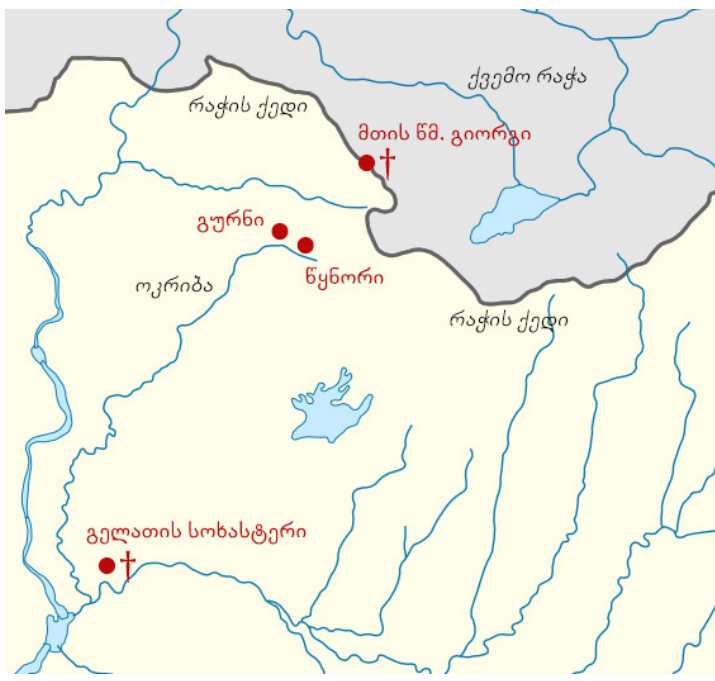 ქვემო რაჭა
რაჭის ქედი
მთის წმ. გიორგი
გურნი
წყნორი
ოკრიბა
რაჭის ქედი
გელათის სოხასტერი